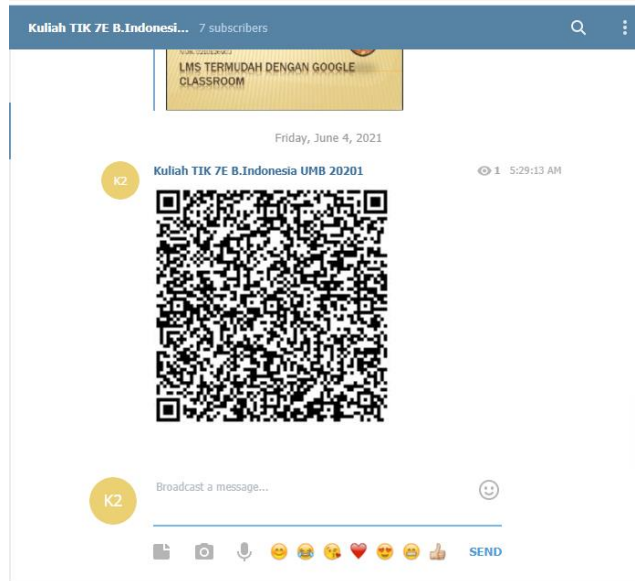 Kuliah TIK 7E B.Indonesi... 7 subscribers
LMS TERMUDAH DENGAN GOOGLE
CLASSROOM
Friday, June 4, 2021
K2
Kuliah TIK 7E B.Indonesia UMB 20201
1 5:29:13 AM
K2
Broadcast a message...
SEND